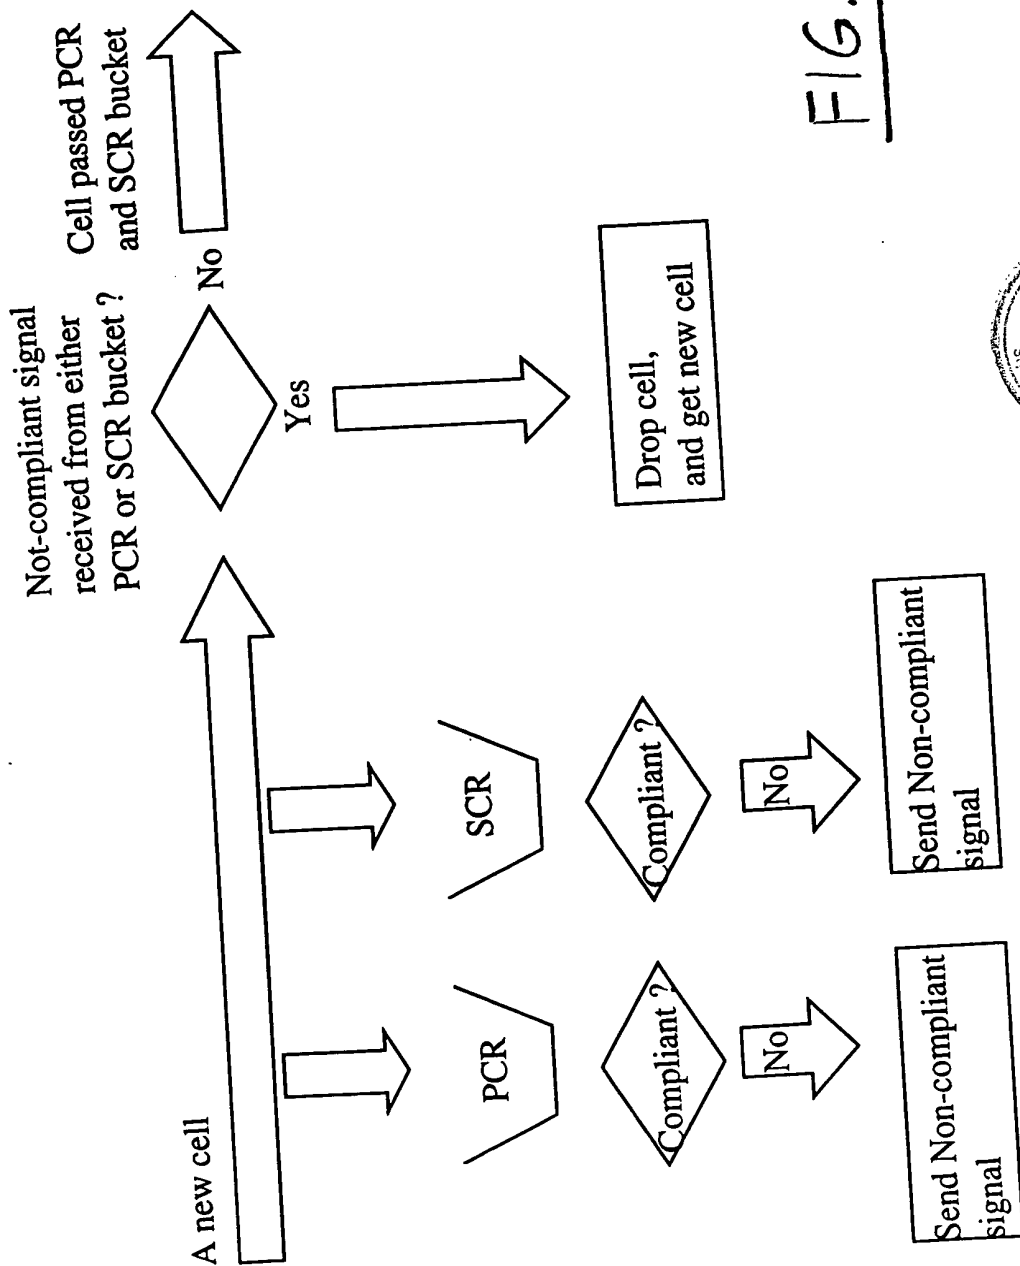 A new cell
PCR
Compliant ?
No
Send Non-compliant
signal
SCR
Compliant ?
No
Send Non-compliant
signal
Not-compliant signal
received from either
PCR or SCR bucket ?
Yes
Drop cell,
and get new cell
No
Cell passed PCR
and SCR bucket
FIG.